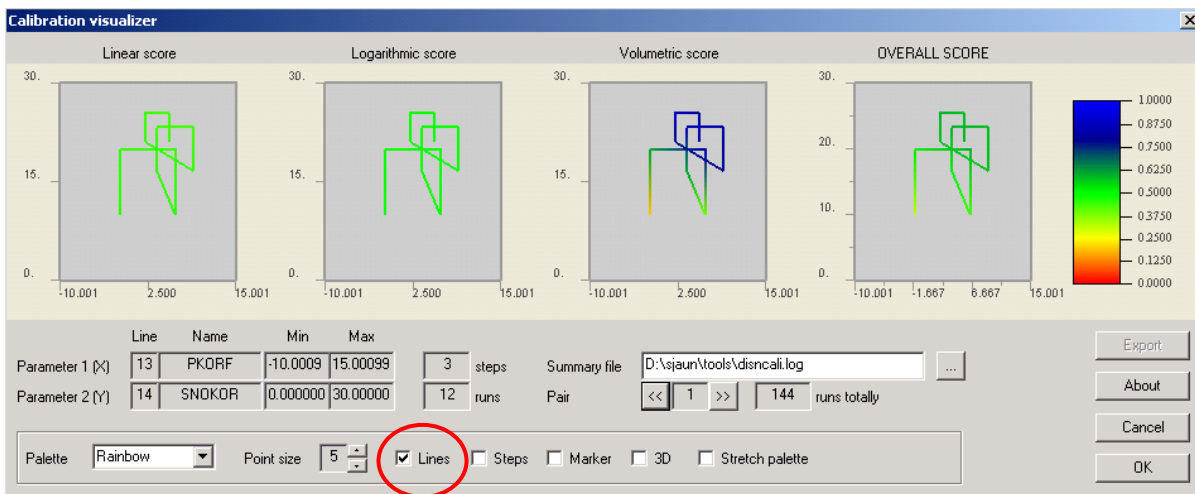 Calibration visualizer
Linear score Logarithmic score Volumetric score OVERALL SCORE
30. 30. 30. 30.
1.0000
0.8750
0.7500
20.
0.6250
15. 15. 15.
0.5000
0.3750
10.
0.2500
0.1250
0. 0. 0. 0.
0.0000
-10.001 2.500 15.001 -10.001 2.500 15.001 -10.001 2.500 15.001 -10.001 -1.667 6.667 15.001
Line Name Min Max
Parameter 1 (X) 13 PKORF -10.0009 15.00099 3 steps Summary file D:\sjaun\tools\disncali.log ... Export
Parameter 2 (Y) 14 SNOKOR 0.000000 30.00000 12 runs Pair << 1 >> 144 runs totally About
Cancel
Palette Rainbow Point size 5 Lines Steps Marker 3D Stretch palette OK